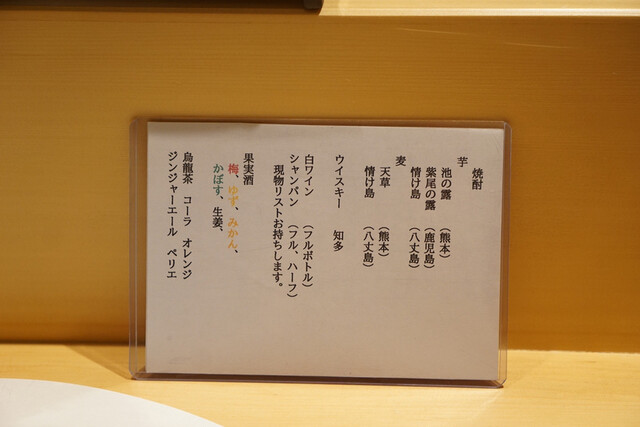 焼酎
芋
池の露 （熊本）
紫尾の露 （鹿児島）
情け島 （八丈島）
麦
天草 （熊本）
情け島 （八丈島）
ウイスキー 知多
白ワイン （フルボトル）
シャンパン （フル、ハーフ）
現物リストお持ちします。
果実酒
梅、ゆず、みかん、
かぼす、生姜、
烏龍茶 コーラ オレンジ
ジンジャーエール ペリエ